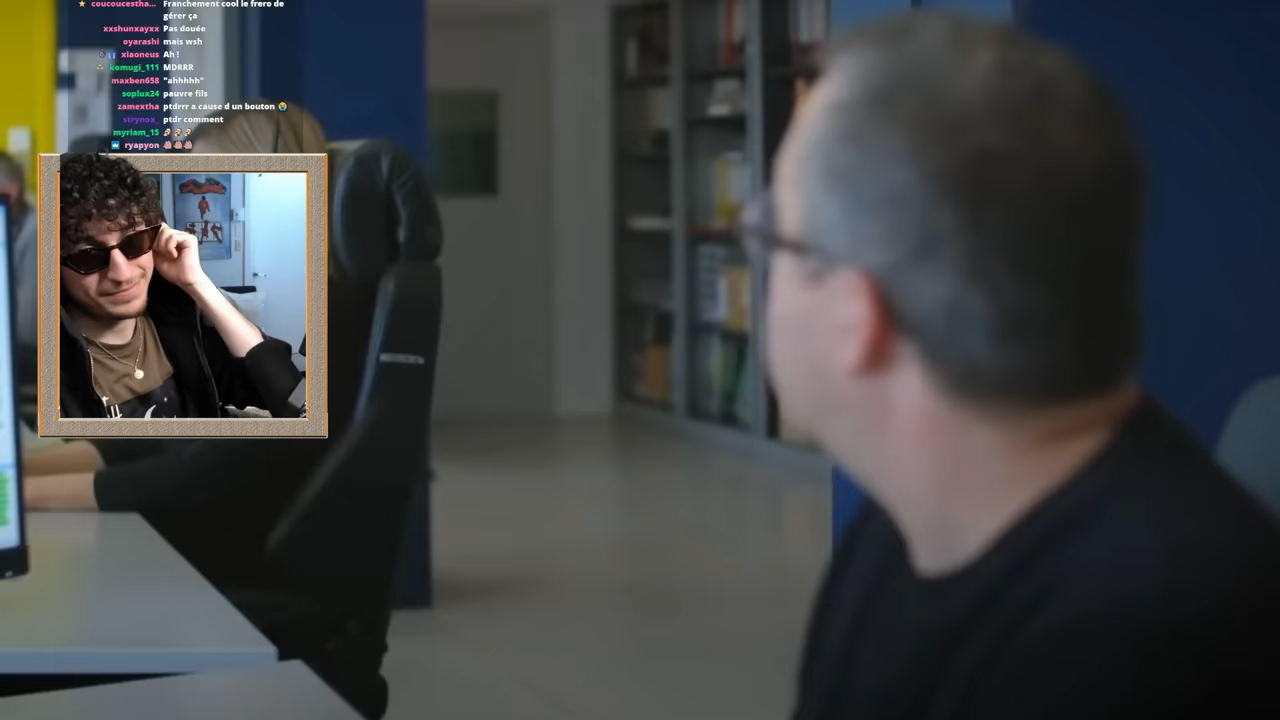 coucoucestha... Franchement cool le frero de
gérer ça
xxshunxayxx Pas douée
oyarashi mais wsh
xiaoneus Ah !
komugi_111 MDRRR
maxben658 "ahhhhh"
soplux24 pauvre fils
zamextha ptdrrr a cause d un bouton 😭
strynox_ ptdr comment
myriam_15
ryapyon